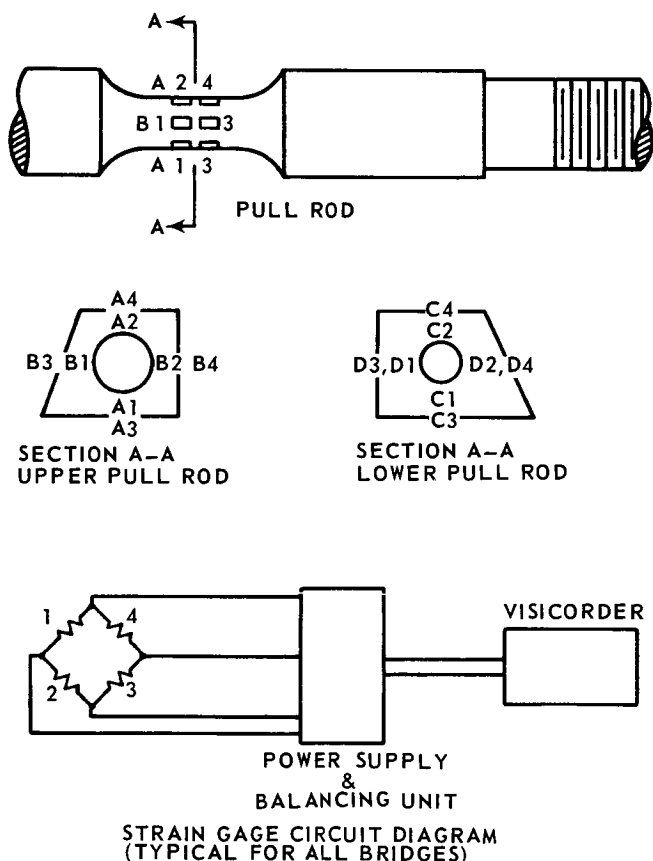 A
A 2 4
B 1 3
A 1 3
A
PULL ROD
A4
A2
B3 B1 B2 B4
A1
A3
SECTION A-A
UPPER PULL ROD
C4
C2
D3,D1 D2,D4
C1
C3
SECTION A-A
LOWER PULL ROD
1 4
2 3
VISICORDER
POWER SUPPLY
&
BALANCING UNIT
STRAIN GAGE CIRCUIT DIAGRAM
(TYPICAL FOR ALL BRIDGES)